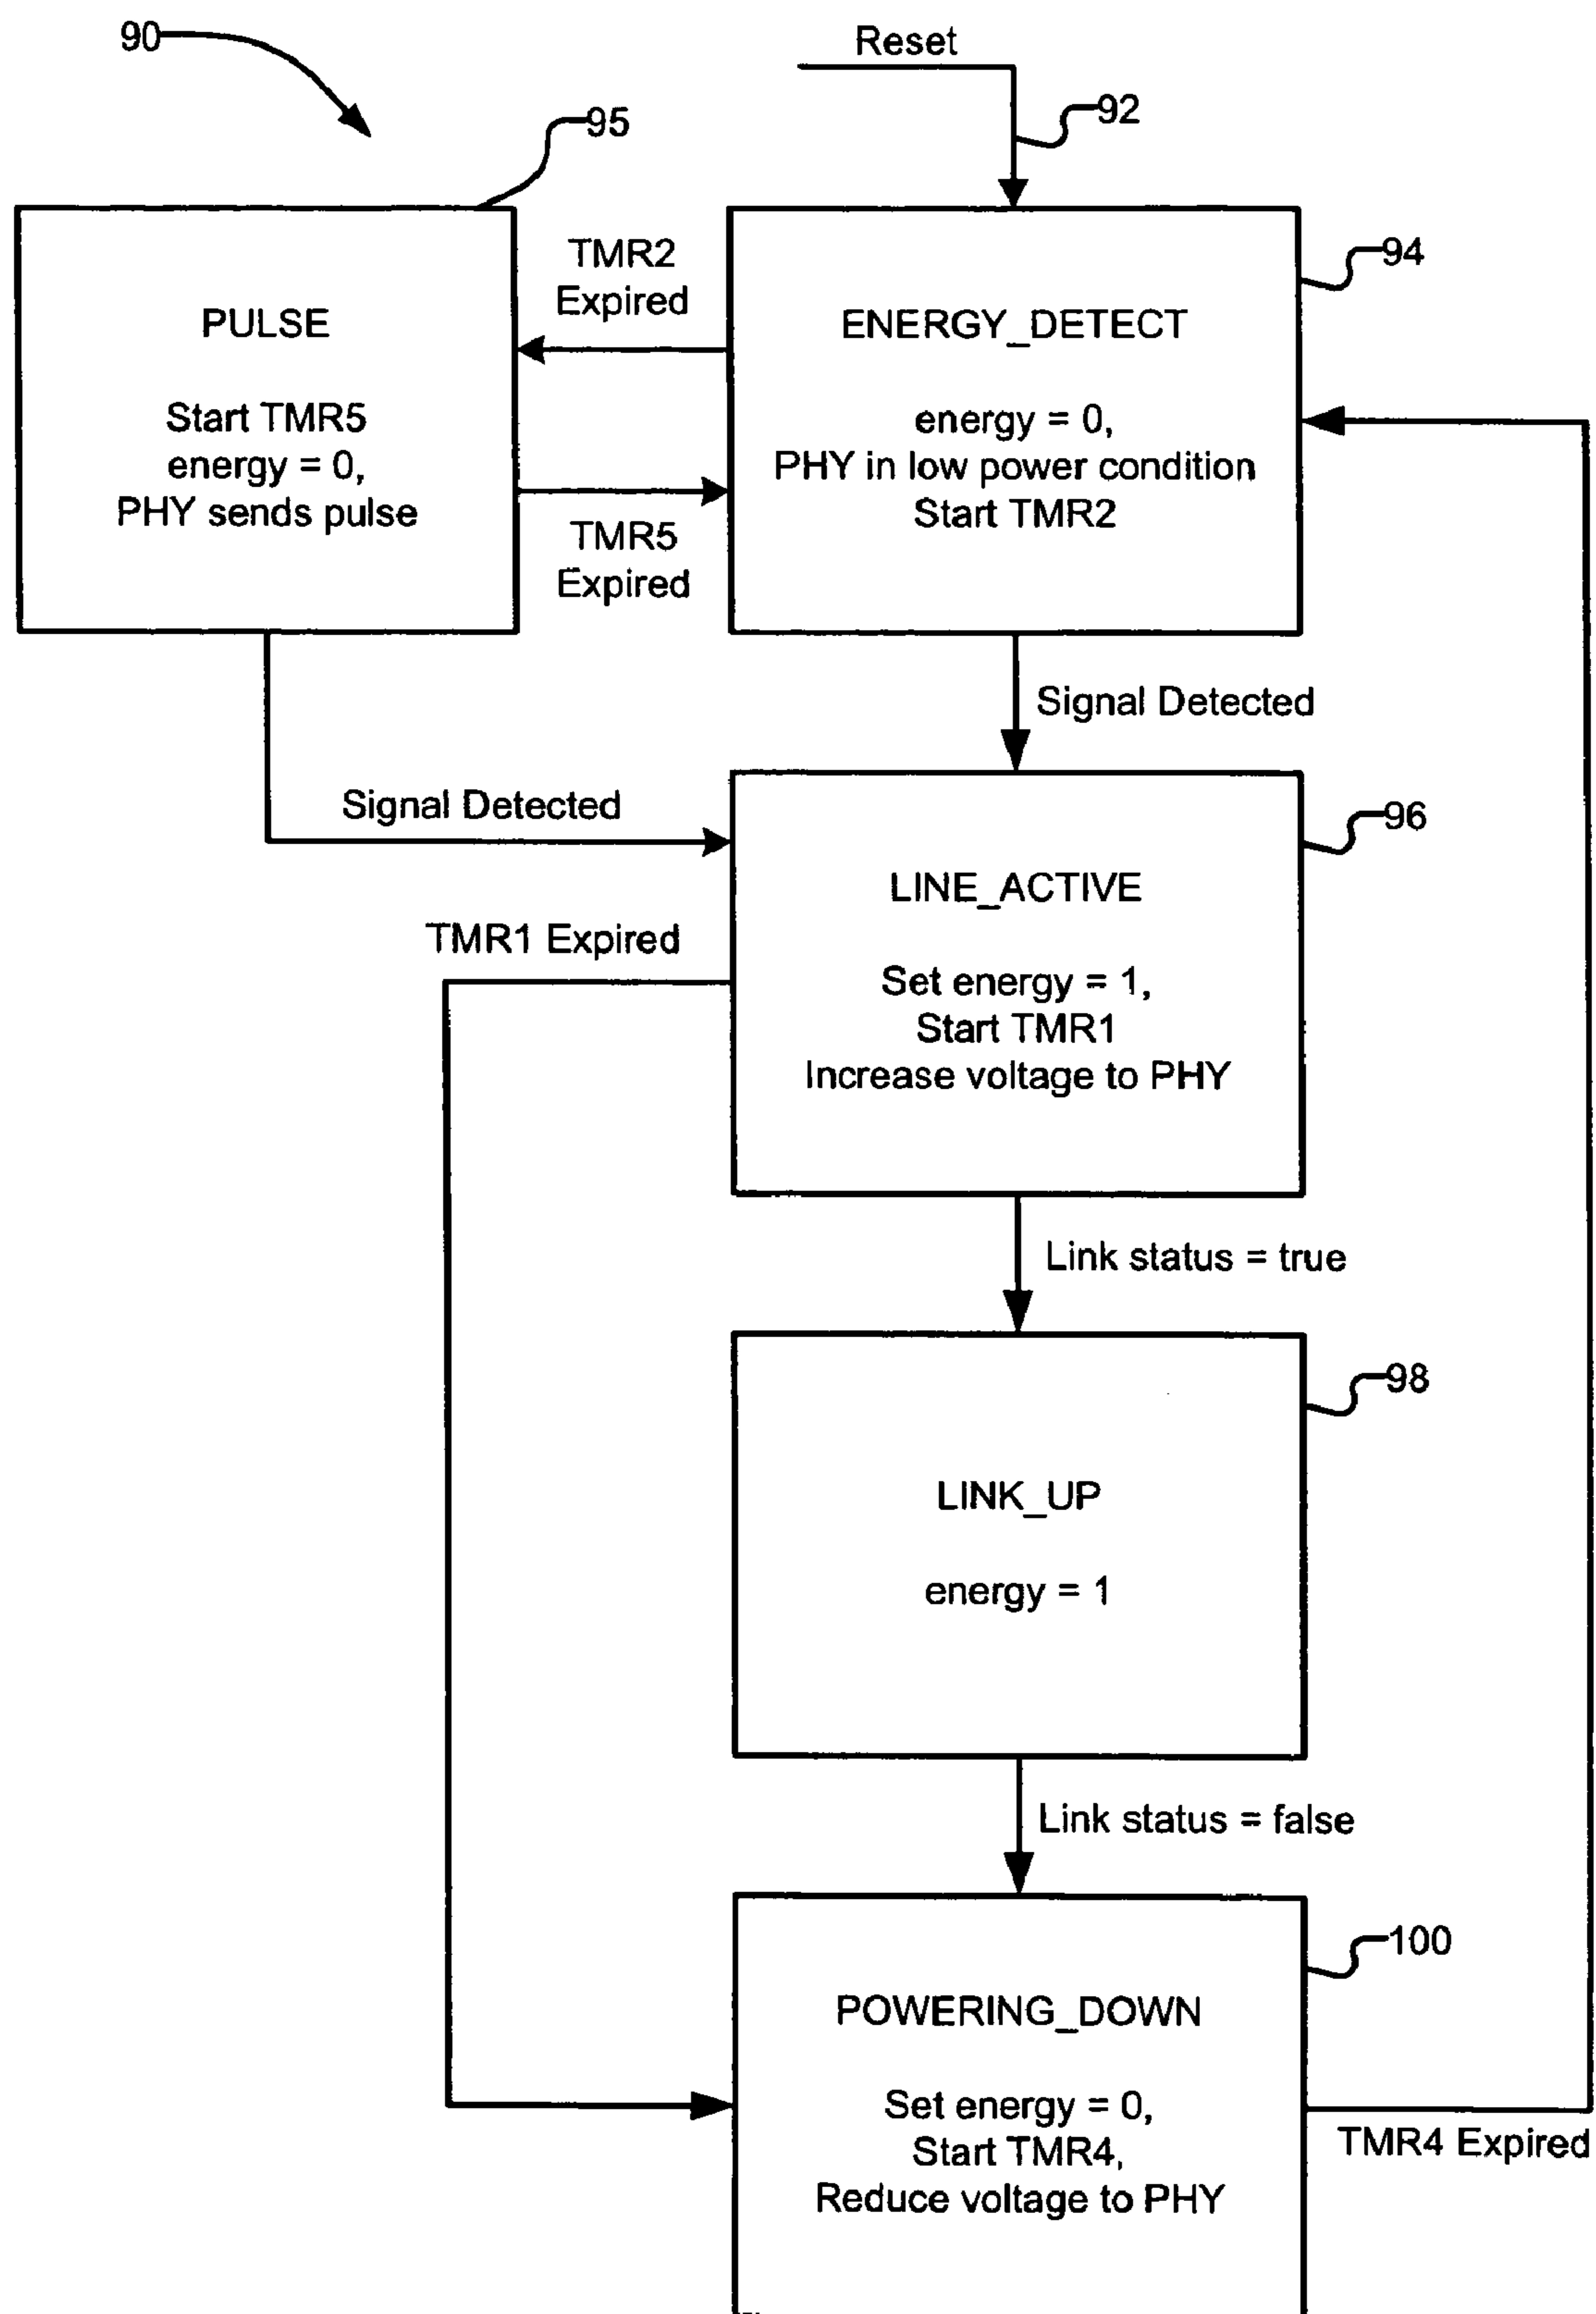 90
Reset
92
95
94
TMR2
Expired
PULSE
Start TMR5
energy = 0,
PHY sends pulse
ENERGY_DETECT
energy = 0,
PHY in low power condition
Start TMR2
TMR5
Expired
Signal Detected
Signal Detected
96
LINE_ACTIVE
Set energy = 1,
Start TMR1
Increase voltage to PHY
TMR1 Expired
Link status = true
98
LINK_UP
energy = 1
Link status = false
100
POWERING_DOWN
Set energy = 0,
Start TMR4,
Reduce voltage to PHY
TMR4 Expired